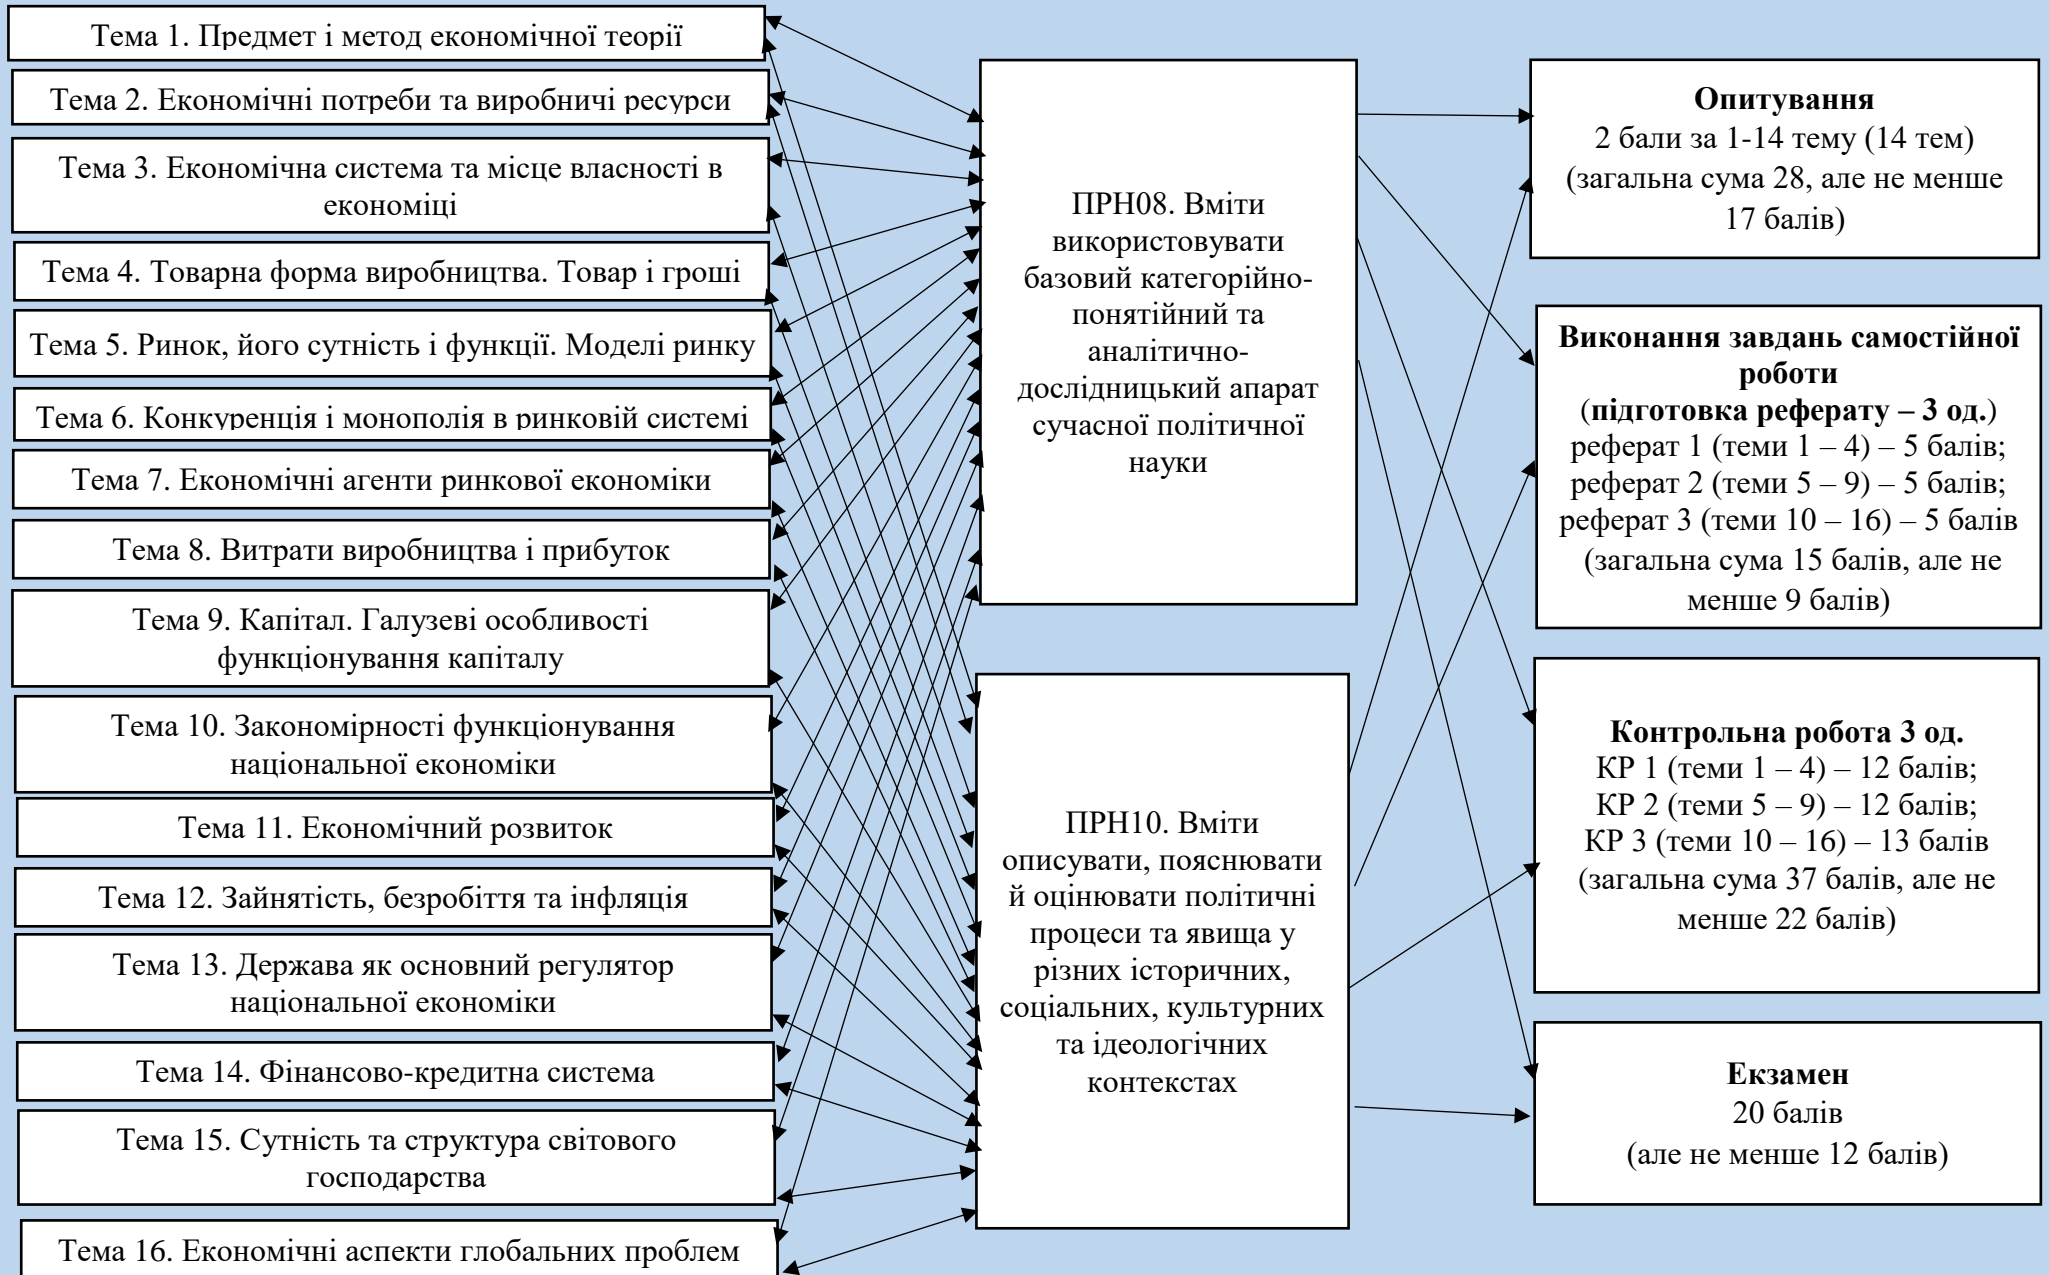 Тема 1. Предмет і метод економічної теорії
Тема 2. Економічні потреби та виробничі ресурси
Тема 3. Економічна система та місце власності в
економіці
Тема 4. Товарна форма виробництва. Товар і гроші
Тема 5. Ринок, його сутність і функції. Моделі ринку
Тема 6. Конкуренція і монополія в ринковій системі
Тема 7. Економічні агенти ринкової економіки
Тема 8. Витрати виробництва і прибуток
Тема 9. Капітал. Галузеві особливості
функціонування капіталу
Тема 10. Закономірності функціонування
національної економіки
Тема 11. Економічний розвиток
Тема 12. Зайнятість, безробіття та інфляція
Тема 13. Держава як основний регулятор
національної економіки
Тема 14. Фінансово-кредитна система
Тема 15. Сутність та структура світового
господарства
Тема 16. Економічні аспекти глобальних проблем
ПРН08. Вміти
використовувати
базовий категорійно-
понятійний та
аналітично-
дослідницький апарат
сучасної політичної
науки
ПРН10. Вміти
описувати, пояснювати
й оцінювати політичні
процеси та явища у
різних історичних,
соціальних, культурних
та ідеологічних
контекстах
Опитування
2 бали за 1-14 тему (14 тем)
(загальна сума 28, але не менше
17 балів)
Виконання завдань самостійної
роботи
(підготовка реферату – 3 од.)
реферат 1 (теми 1 – 4) – 5 балів;
реферат 2 (теми 5 – 9) – 5 балів;
реферат 3 (теми 10 – 16) – 5 балів
(загальна сума 15 балів, але не
менше 9 балів)
Контрольна робота 3 од.
КР 1 (теми 1 – 4) – 12 балів;
КР 2 (теми 5 – 9) – 12 балів;
КР 3 (теми 10 – 16) – 13 балів
(загальна сума 37 балів, але не
менше 22 балів)
Екзамен
20 балів
(але не менше 12 балів)